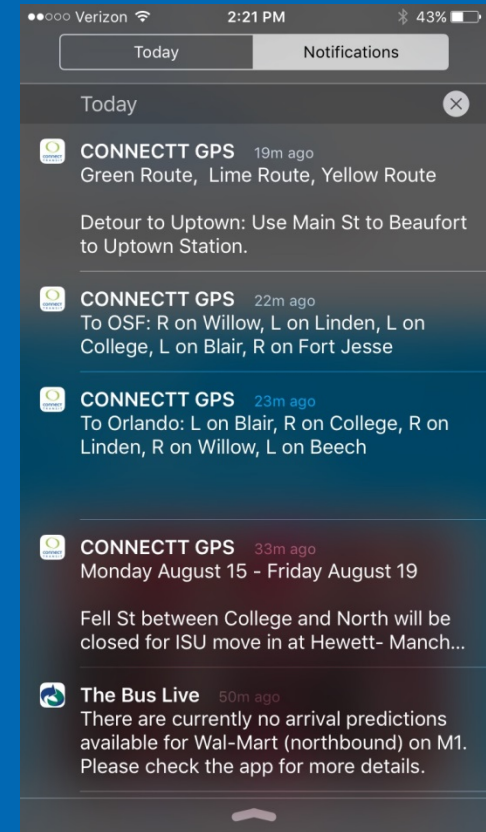 Verizon 2:21 PM 43%
Today Notifications
Today
CONNECTT GPS 19m ago
Green Route, Lime Route, Yellow Route
Detour to Uptown: Use Main St to Beaufort
to Uptown Station.
CONNECTT GPS 22m ago
To OSF: R on Willow, L on Linden, L on
College, L on Blair, R on Fort Jesse
CONNECTT GPS 23m ago
To Orlando: L on Blair, R on College, R on
Linden, R on Willow, L on Beech
CONNECTT GPS 33m ago
Monday August 15 - Friday August 19
Fell St between College and North will be
closed for ISU move in at Hewett- Manch...
The Bus Live 50m ago
There are currently no arrival predictions
available for Wal-Mart (northbound) on M1.
Please check the app for more details.